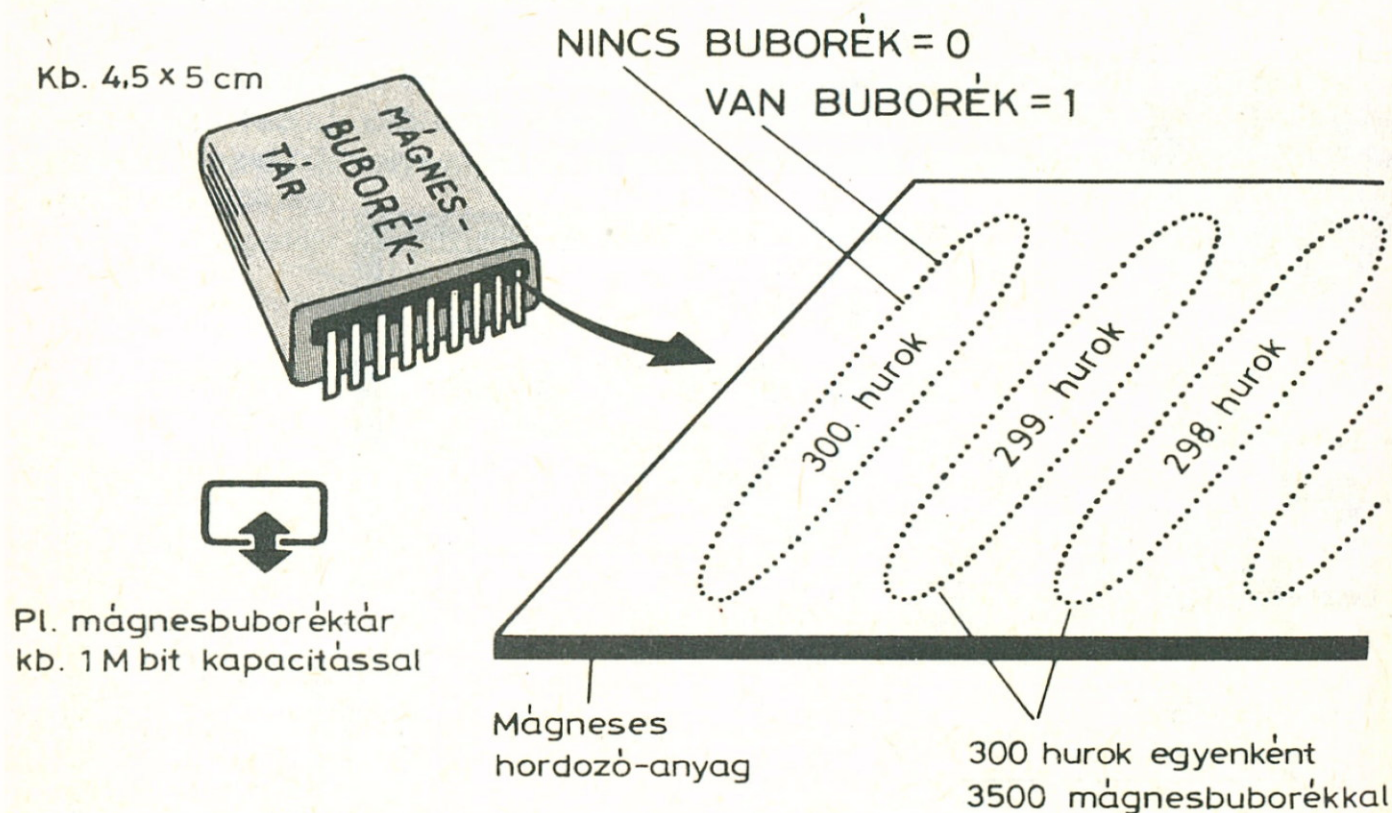 NINCS BUBORÉK = 0
Kb. 4,5 x 5 cm
VAN BUBORÉK = 1
MÁGNES-
BUBORÉK-
TÁR
300. hurok
299. hurok
298. hurok
Pl. mágnesbuboréktár
kb. 1 M bit kapacitással
Mágneses
hordozó-anyag
300 hurok egyenként
3500 mágnesbuborékkal